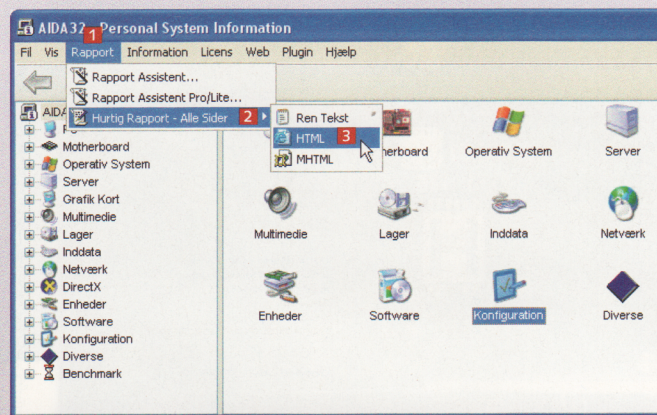 AIDA32 - Personal System Information
1
Fil Vis Rapport Information Licens Web Plugin Hjælp
Rapport Assistent...
Rapport Assistent Pro/Lite...
Hurtig Rapport - Alle Sider 2
Ren Tekst
HTML 3
MHTML
AIDA
Motherboard
Operativ System
Server
Grafik Kort
Multimedie
Lager
Inddata
Netværk
DirectX
Enheder
Software
Konfiguration
Diverse
Benchmark
herboard Operativ System Server
Multimedie Lager Inddata Netværk
Enheder Software Konfiguration Diverse